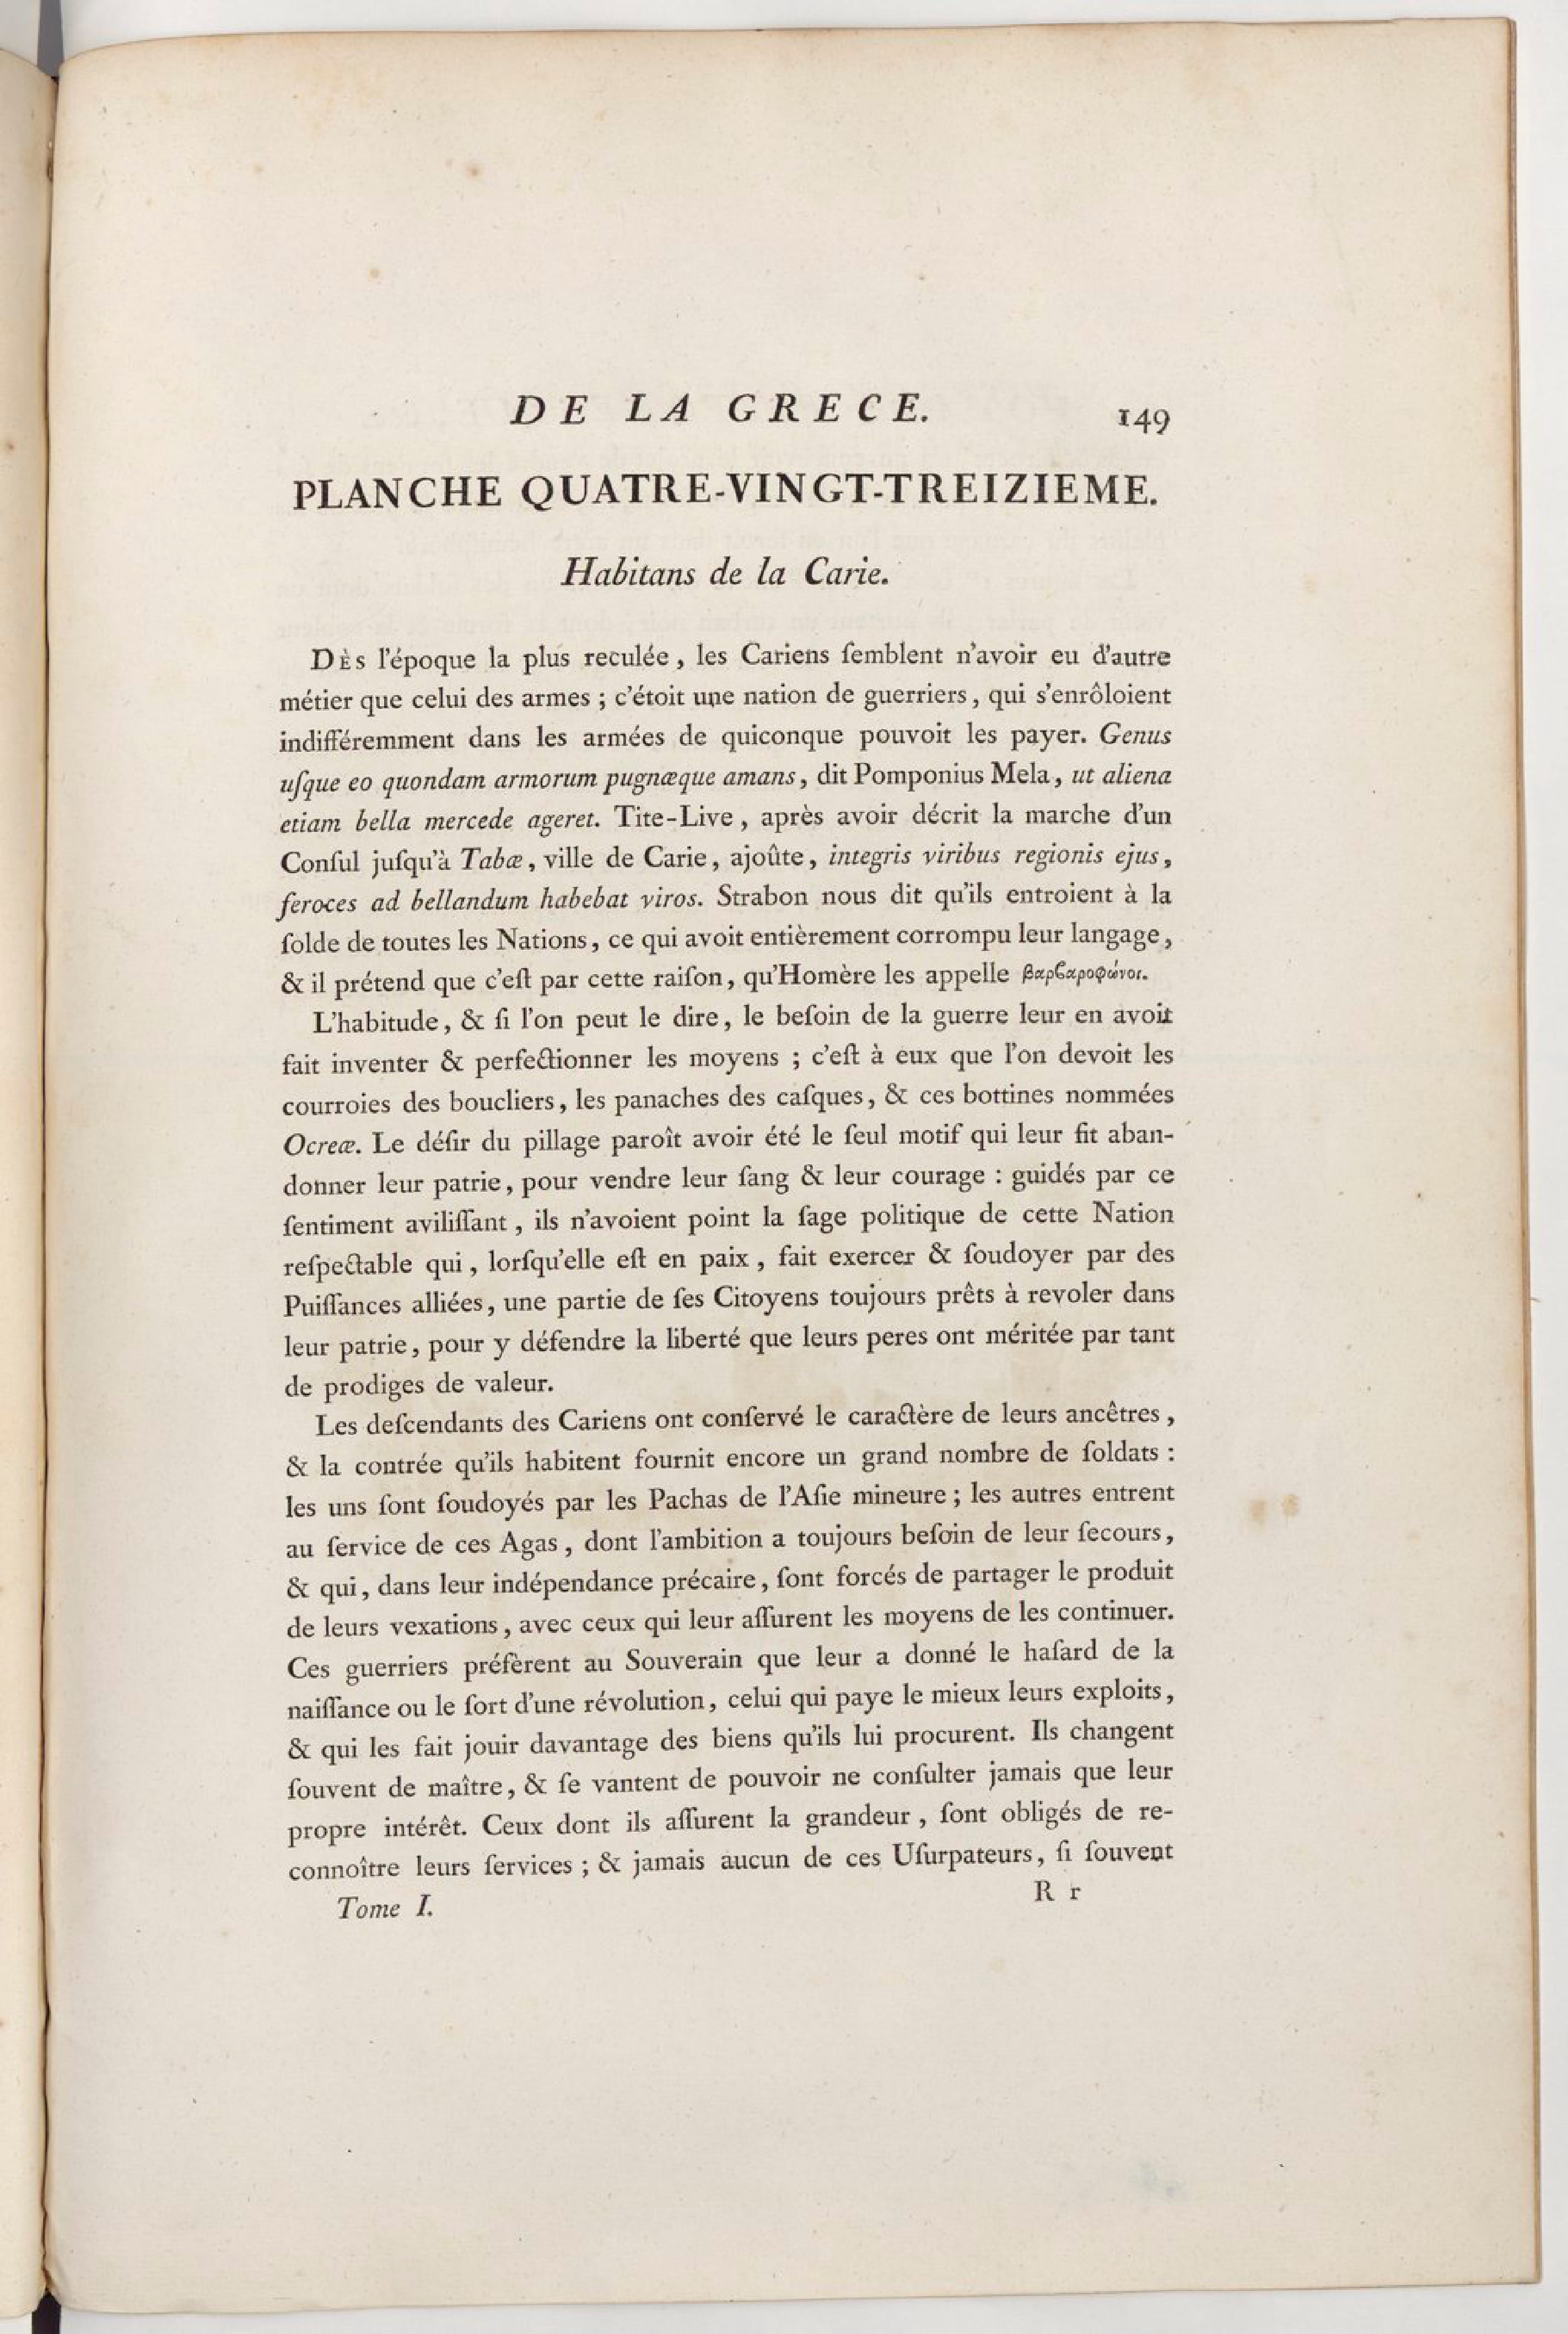 DE LA GRECE. 149
PLANCHE QUATRE-VINGT-TREIZIEME.
Habitans de la Carie.
DÈS l'époque la plus reculée, les Cariens ſemblent n'avoir eu d'autre
métier que celui des armes ; c'étoit une nation de guerriers, qui s'enrôloient
indifféremment dans les armées de quiconque pouvoit les payer. Genus
uſque eo quondam armorum pugnæque amans, dit Pomponius Mela, ut aliena
etiam bella mercede ageret. Tite-Live, après avoir décrit la marche d'un
Conſul juſqu'à Tabæ, ville de Carie, ajoûte, integris viribus regionis ejus,
feroces ad bellandum habebat viros. Strabon nous dit qu'ils entroient à la
ſolde de toutes les Nations, ce qui avoit entièrement corrompu leur langage,
& il prétend que c'eſt par cette raiſon, qu'Homère les appelle βαρϐαροφώνοι.
L'habitude, & ſi l'on peut le dire, le beſoin de la guerre leur en avoit
fait inventer & perfectionner les moyens ; c'eſt à eux que l'on devoit les
courroies des boucliers, les panaches des caſques, & ces bottines nommées
Ocreæ. Le déſir du pillage paroît avoir été le ſeul motif qui leur fit aban-
donner leur patrie, pour vendre leur ſang & leur courage : guidés par ce
ſentiment aviliſſant, ils n'avoient point la ſage politique de cette Nation
reſpectable qui, lorſqu'elle eſt en paix, fait exercer & ſoudoyer par des
Puiſſances alliées, une partie de ſes Citoyens toujours prêts à revoler dans
leur patrie, pour y défendre la liberté que leurs peres ont méritée par tant
de prodiges de valeur.
Les deſcendants des Cariens ont conſervé le caractère de leurs ancêtres,
& la contrée qu'ils habitent fournit encore un grand nombre de ſoldats :
les uns ſont ſoudoyés par les Pachas de l'Aſie mineure ; les autres entrent
au ſervice de ces Agas, dont l'ambition a toujours beſoin de leur ſecours,
& qui, dans leur indépendance précaire, ſont forcés de partager le produit
de leurs vexations, avec ceux qui leur aſſurent les moyens de les continuer.
Ces guerriers préfèrent au Souverain que leur a donné le haſard de la
naiſſance ou le ſort d'une révolution, celui qui paye le mieux leurs exploits,
& qui les fait jouir davantage des biens qu'ils lui procurent. Ils changent
ſouvent de maître, & ſe vantent de pouvoir ne conſulter jamais que leur
propre intérêt. Ceux dont ils aſſurent la grandeur, ſont obligés de re-
connoître leurs ſervices ; & jamais aucun de ces Uſurpateurs, ſi ſouvent
Tome I. R r